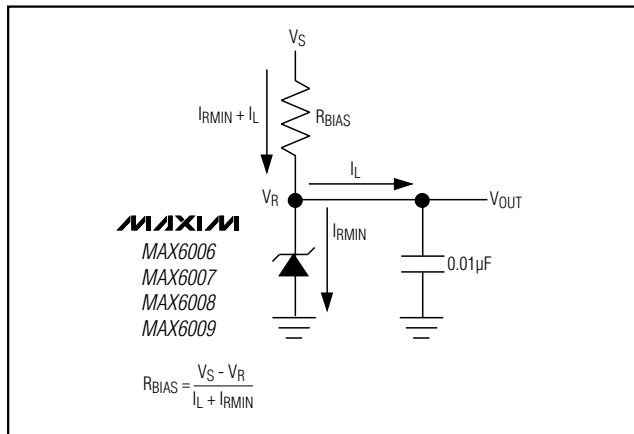 VS
IRMIN + IL
RBIAS
IL
VR
VOUT
IRMIN
MAXIM
MAX6006
MAX6007
MAX6008
MAX6009
0.01µF
RBIAS = VS - VR
IL + IRMIN